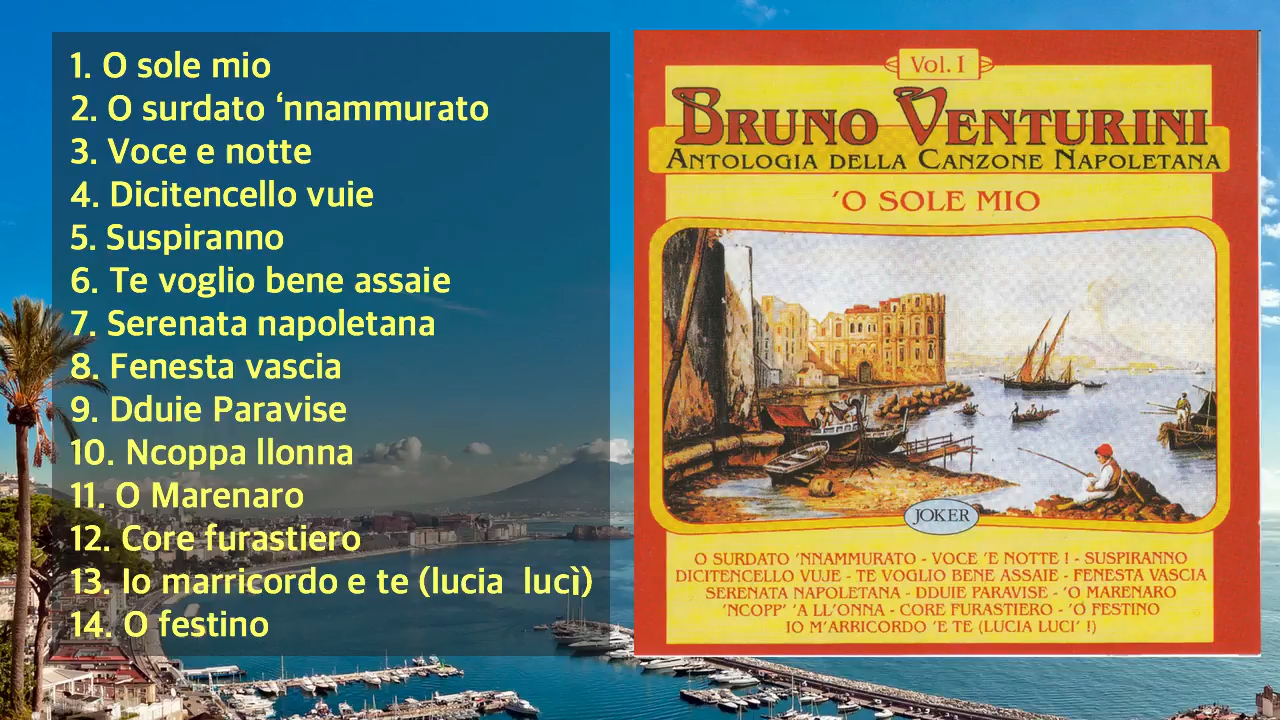 1. O sole mio
2. O surdato ‘nnammurato
3. Voce e notte
4. Dicitencello vuie
5. Suspiranno
6. Te voglio bene assaie
7. Serenata napoletana
8. Fenesta vascia
9. Dduie Paravise
10. Ncoppa llonna
11. O Marenaro
12. Core furastiero
13. Io marricordo e te (lucia lucì)
14. O festino
Vol. 1
BRUNO VENTURINI
ANTOLOGIA DELLA CANZONE NAPOLETANA
'O SOLE MIO
JOKER
O SURDATO 'NNAMMURATO - VOCE 'E NOTTE ! - SUSPIRANNO
DICITENCELLO VUJE - TE VOGLIO BENE ASSAIE - FENESTA VASCIA
SERENATA NAPOLETANA - DDUIE PARAVISE - 'O MARENARO
'NCOPP' 'A LL'ONNA - CORE FURASTIERO - 'O FESTINO
IO M'ARRICORDO 'E TE (LUCIA LUCI' !)